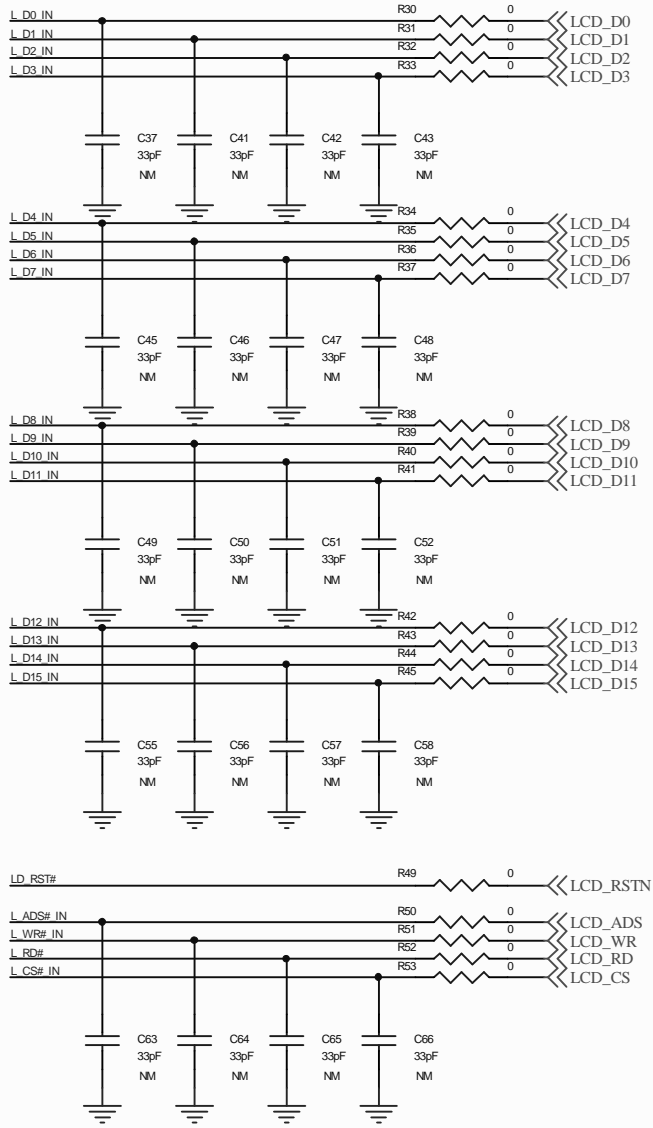 L_D0_IN R30 0 LCD_D0
L_D1_IN R31 0 LCD_D1
L_D2_IN R32 0 LCD_D2
L_D3_IN R33 0 LCD_D3
C37 C41 C42 C43
33pF 33pF 33pF 33pF
NM NM NM NM
L_D4_IN R34 0 LCD_D4
L_D5_IN R35 0 LCD_D5
L_D6_IN R36 0 LCD_D6
L_D7_IN R37 0 LCD_D7
C45 C46 C47 C48
33pF 33pF 33pF 33pF
NM NM NM NM
L_D8_IN R38 0 LCD_D8
L_D9_IN R39 0 LCD_D9
L_D10_IN R40 0 LCD_D10
L_D11_IN R41 0 LCD_D11
C49 C50 C51 C52
33pF 33pF 33pF 33pF
NM NM NM NM
L_D12_IN R42 0 LCD_D12
L_D13_IN R43 0 LCD_D13
L_D14_IN R44 0 LCD_D14
L_D15_IN R45 0 LCD_D15
C55 C56 C57 C58
33pF 33pF 33pF 33pF
NM NM NM NM
LD_RST# R49 0 LCD_RSTN
L_ADS#_IN R50 0 LCD_ADS
L_WR#_IN R51 0 LCD_WR
L_RD# R52 0 LCD_RD
L_CS#_IN R53 0 LCD_CS
C63 C64 C65 C66
33pF 33pF 33pF 33pF
NM NM NM NM